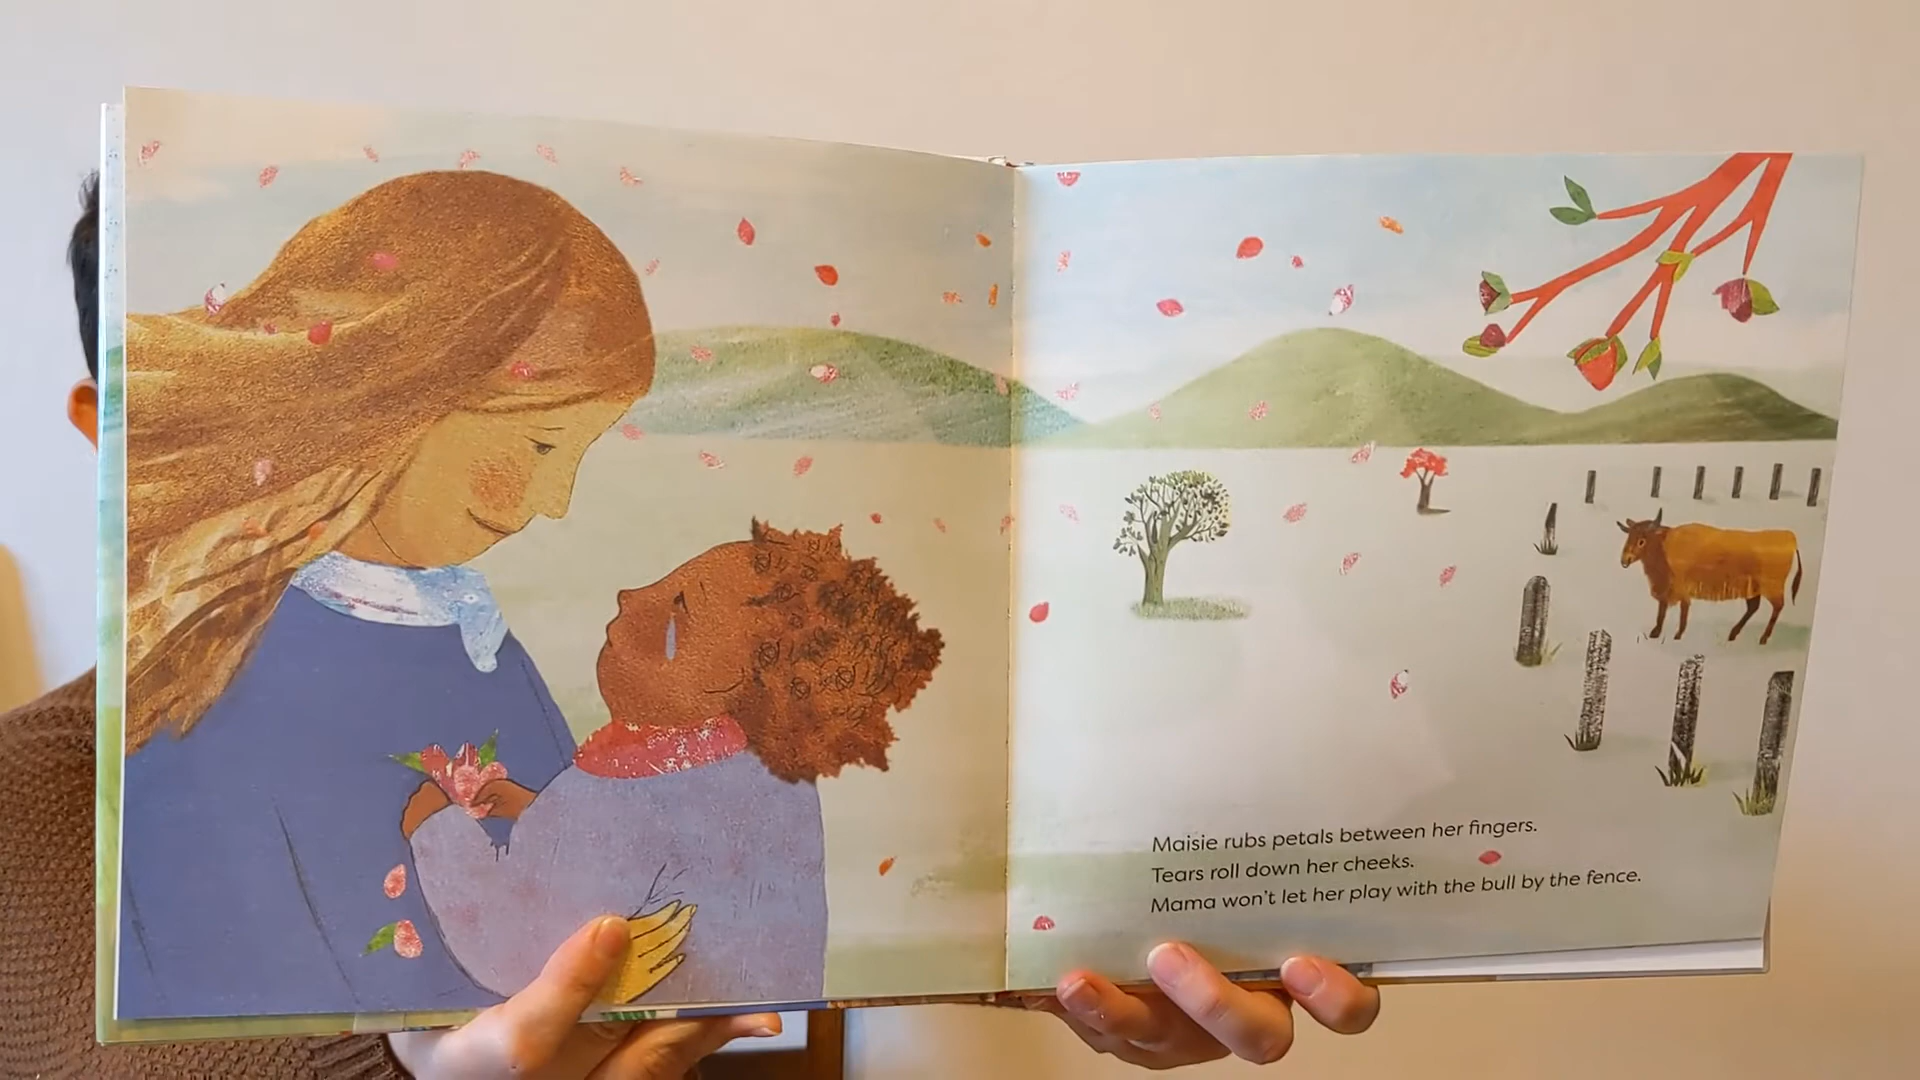 Maisie rubs petals between her fingers.
Tears roll down her cheeks.
Mama won't let her play with the bull by the fence.